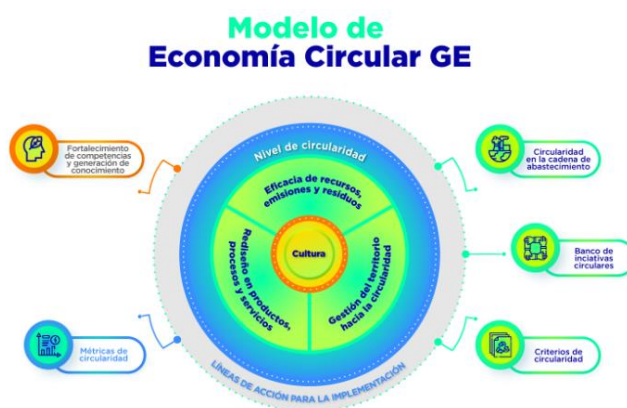 Modelo de
Economía Circular GE
Fortalecimiento
de competencias
y generación de
conocimiento
Métricas de
circularidad
Nivel de circularidad
Eficacia de recursos,
emisiones y residuos
Rediseño en productos,
procesos y servicios
Cultura
Gestión del territorio
hacia la circularidad
LÍNEAS DE ACCIÓN PARA LA IMPLEMENTACIÓN
Circularidad
en la cadena de
abastecimiento
Banco de
inciativas
circulares
Criterios de
circularidad